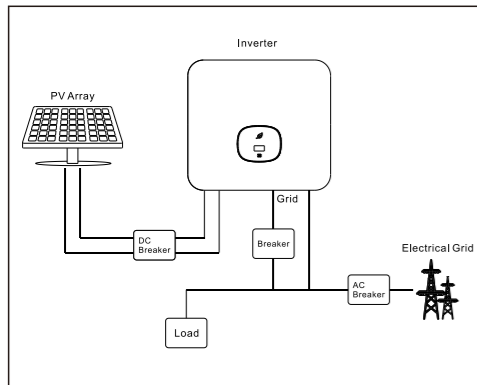 Inverter
PV Array
Grid
DC
Breaker
Breaker
Electrical Grid
AC
Breaker
Load